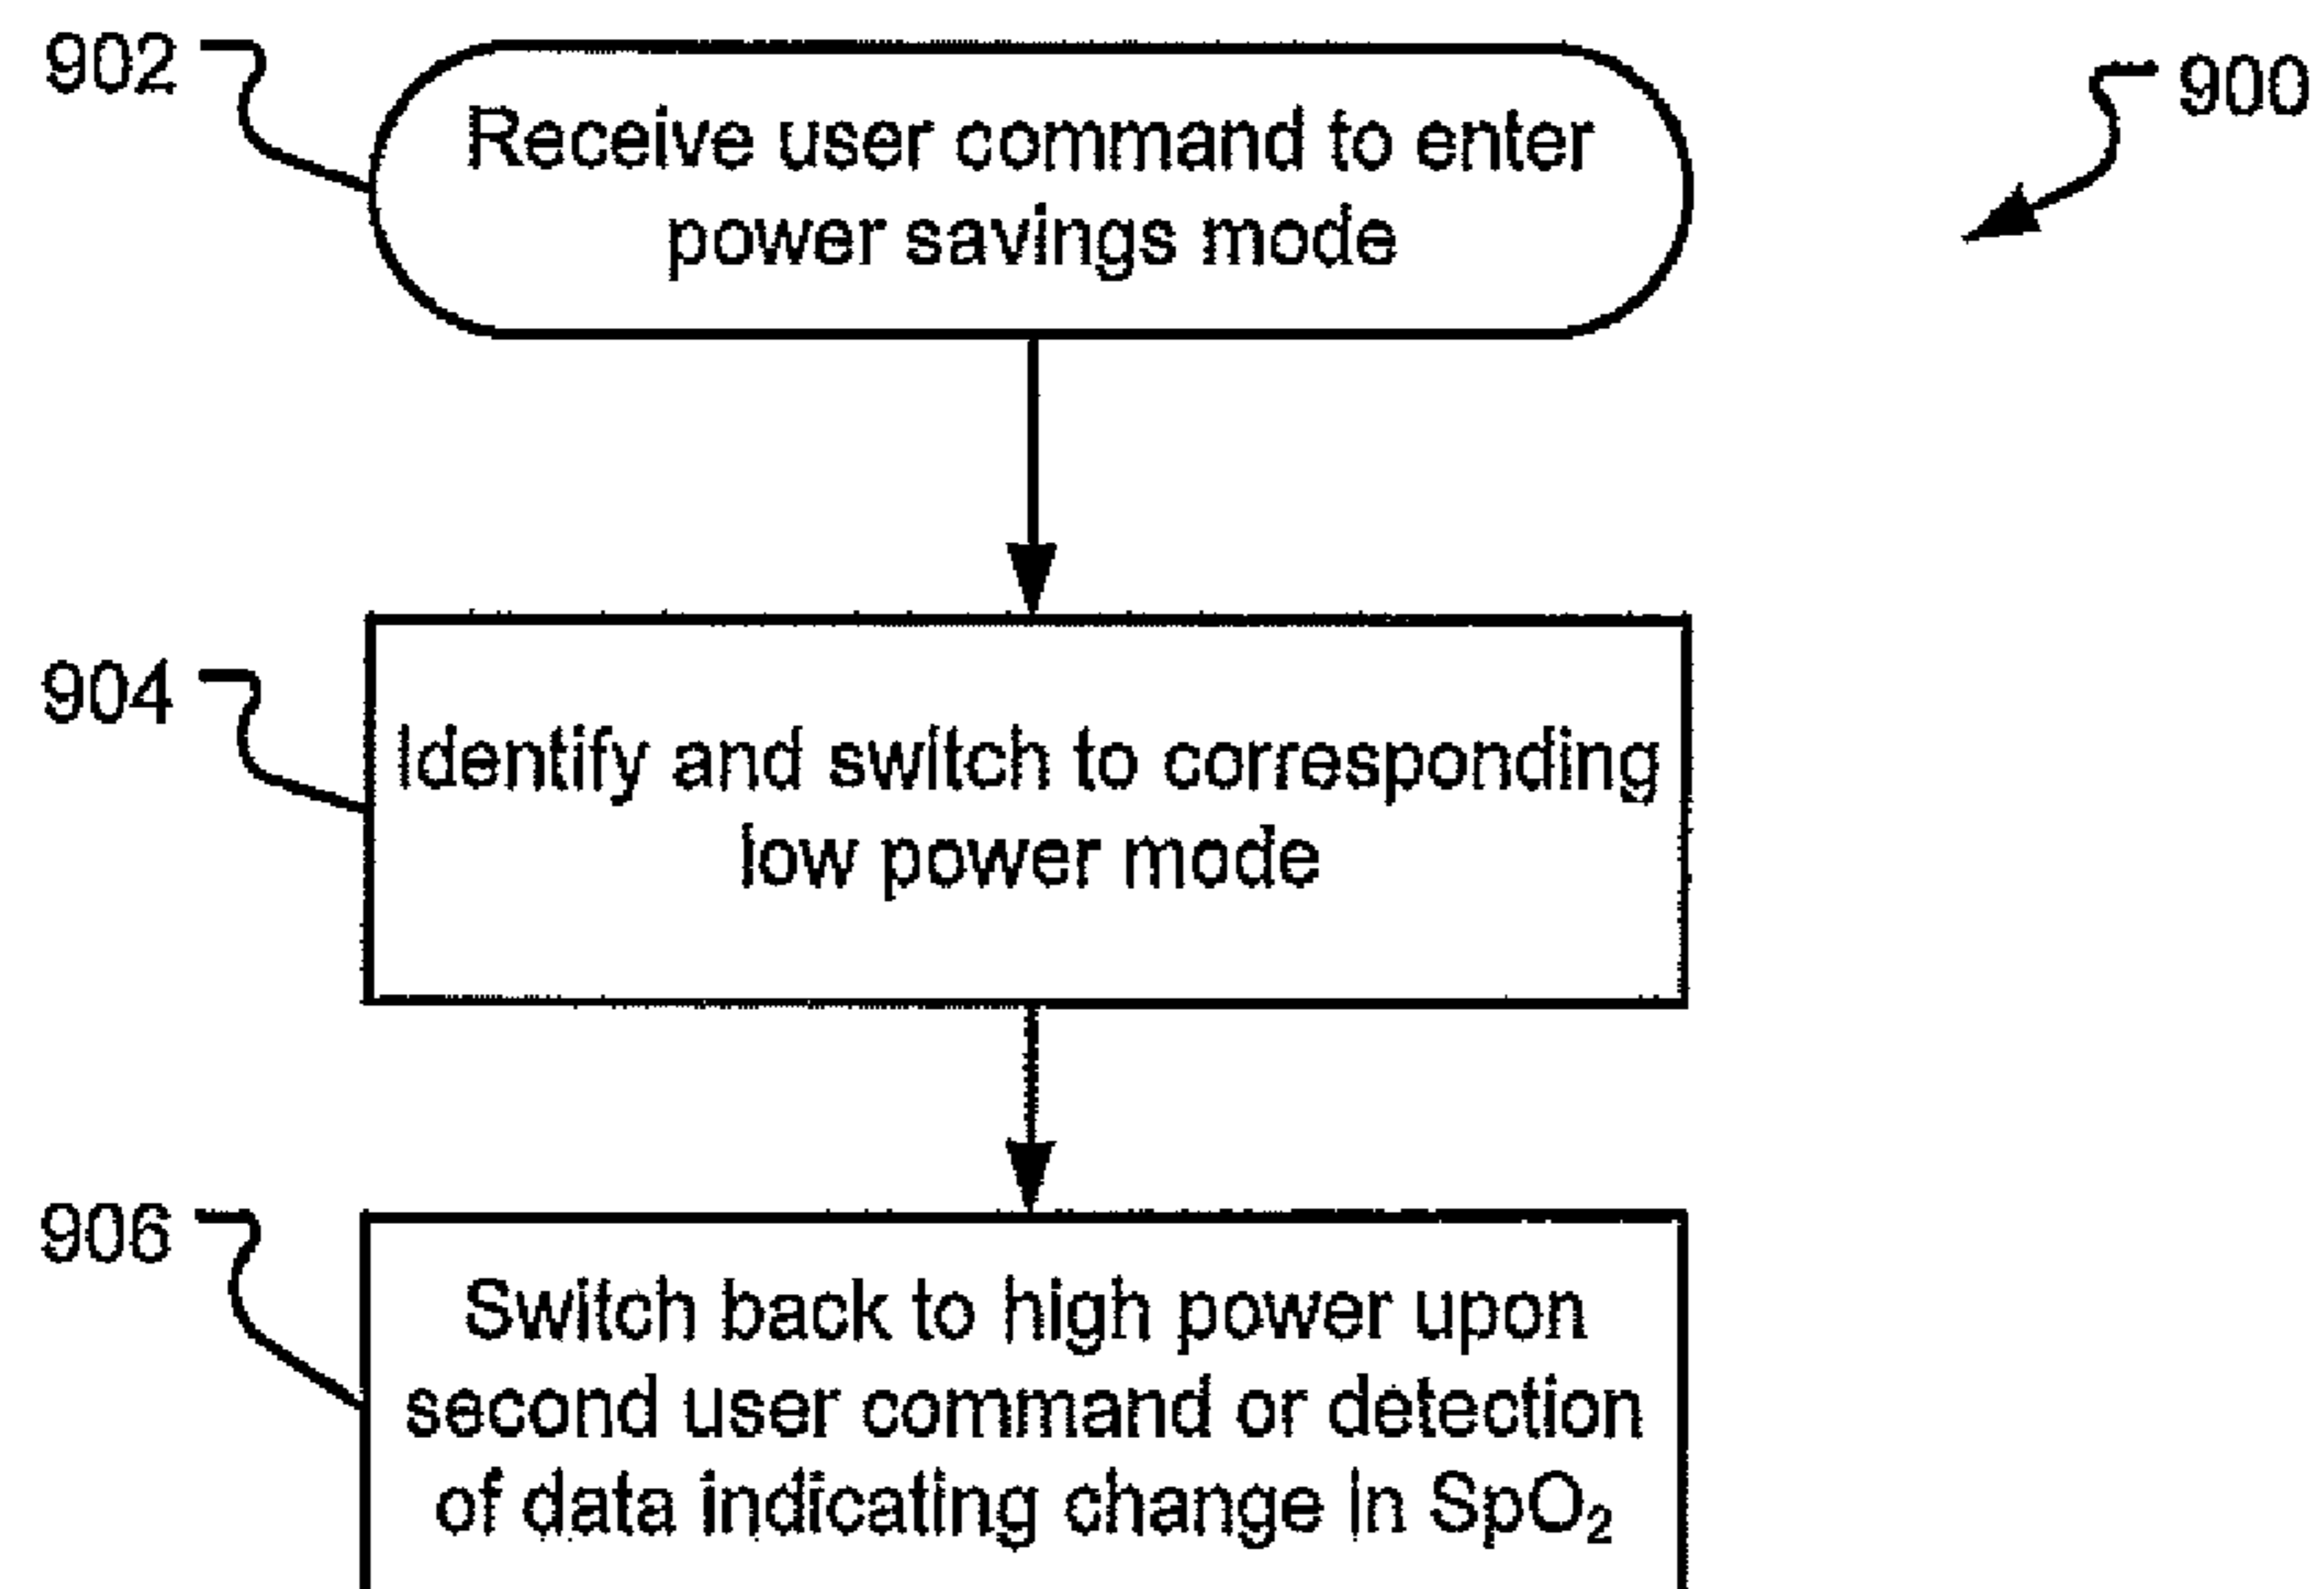 902
900
Receive user command to enter
power savings mode
904
Identify and switch to corresponding
low power mode
906
Switch back to high power upon
second user command or detection
of data indicating change in SpO₂